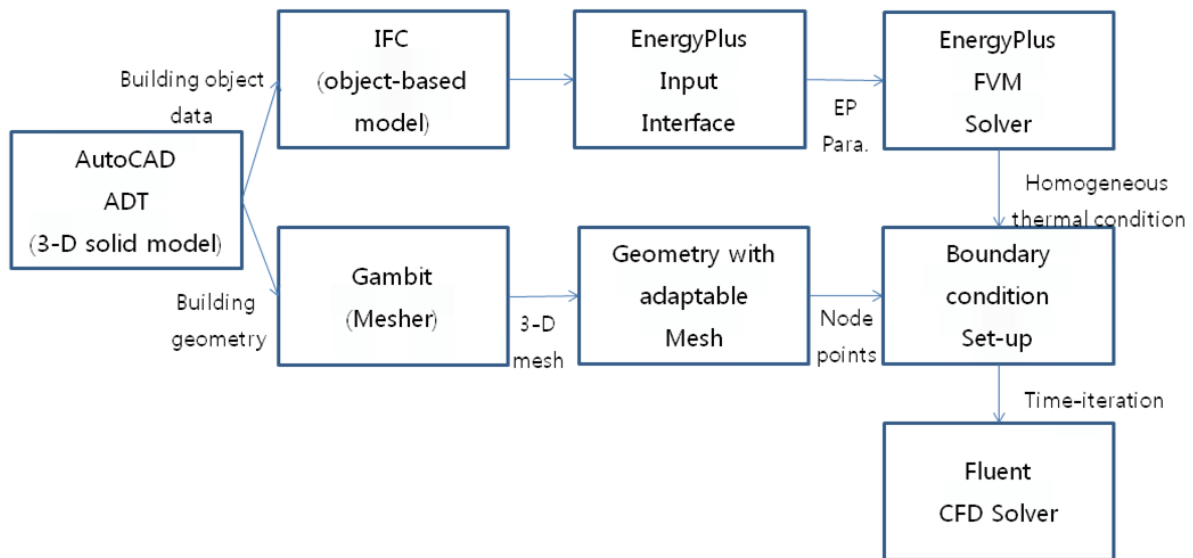 IFC
(object-based
model)
EnergyPlus
Input
Interface
EnergyPlus
FVM
Solver
Building object
data
EP
Para.
AutoCAD
ADT
(3-D solid model)
Homogeneous
thermal condition
Gambit
(Mesher)
Geometry with
adaptable
Mesh
Boundary
condition
Set-up
Building
geometry
3-D
mesh
Node
points
Time-iteration
Fluent
CFD Solver